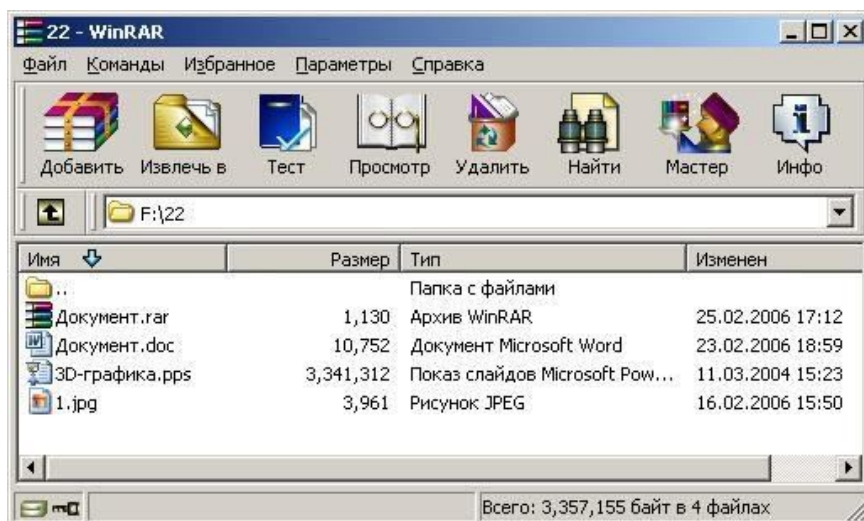 22 - WinRAR
Файл Команды Избранное Параметры Справка
Добавить Извлечь в Тест Просмотр Удалить Найти Мастер Инфо
F:\22
Имя Размер Тип Изменен
.. Папка с файлами
Документ.rar 1,130 Архив WinRAR 25.02.2006 17:12
Документ.doc 10,752 Документ Microsoft Word 23.02.2006 18:59
3D-графика.pps 3,341,312 Показ слайдов Microsoft Pow... 11.03.2004 15:23
1.jpg 3,961 Рисунок JPEG 16.02.2006 15:50
Всего: 3,357,155 байт в 4 файлах